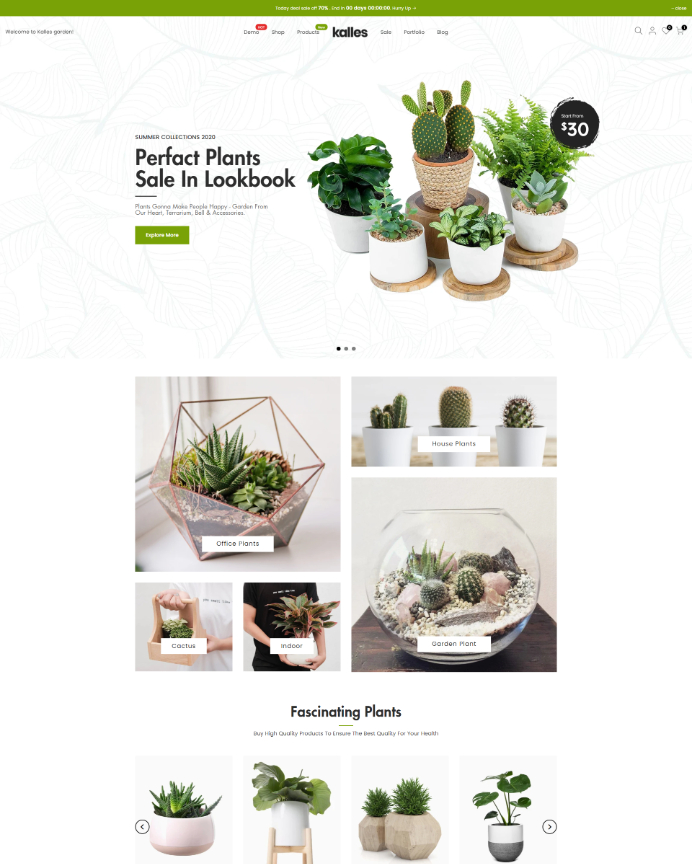 Today deal sale off 70%. End in 00 days 00:00:00. Hurry Up →
close
Welcome to Kalles garden!
Demo
HOT
Shop
Products
New
kalles
Sale
Portfolio
Blog
SUMMER COLLECTIONS 2020
Perfact Plants
Sale In Lookbook
Plants Gonna Make People Happy - Garden From
Our Heart, Terrarium, Bell & Accessories.
Explore More
Start From
$30
House Plants
Office Plants
Cactus
Indoor
Garden Plant
Fascinating Plants
Buy High Quality Products To Ensure The Best Quality For Your Health